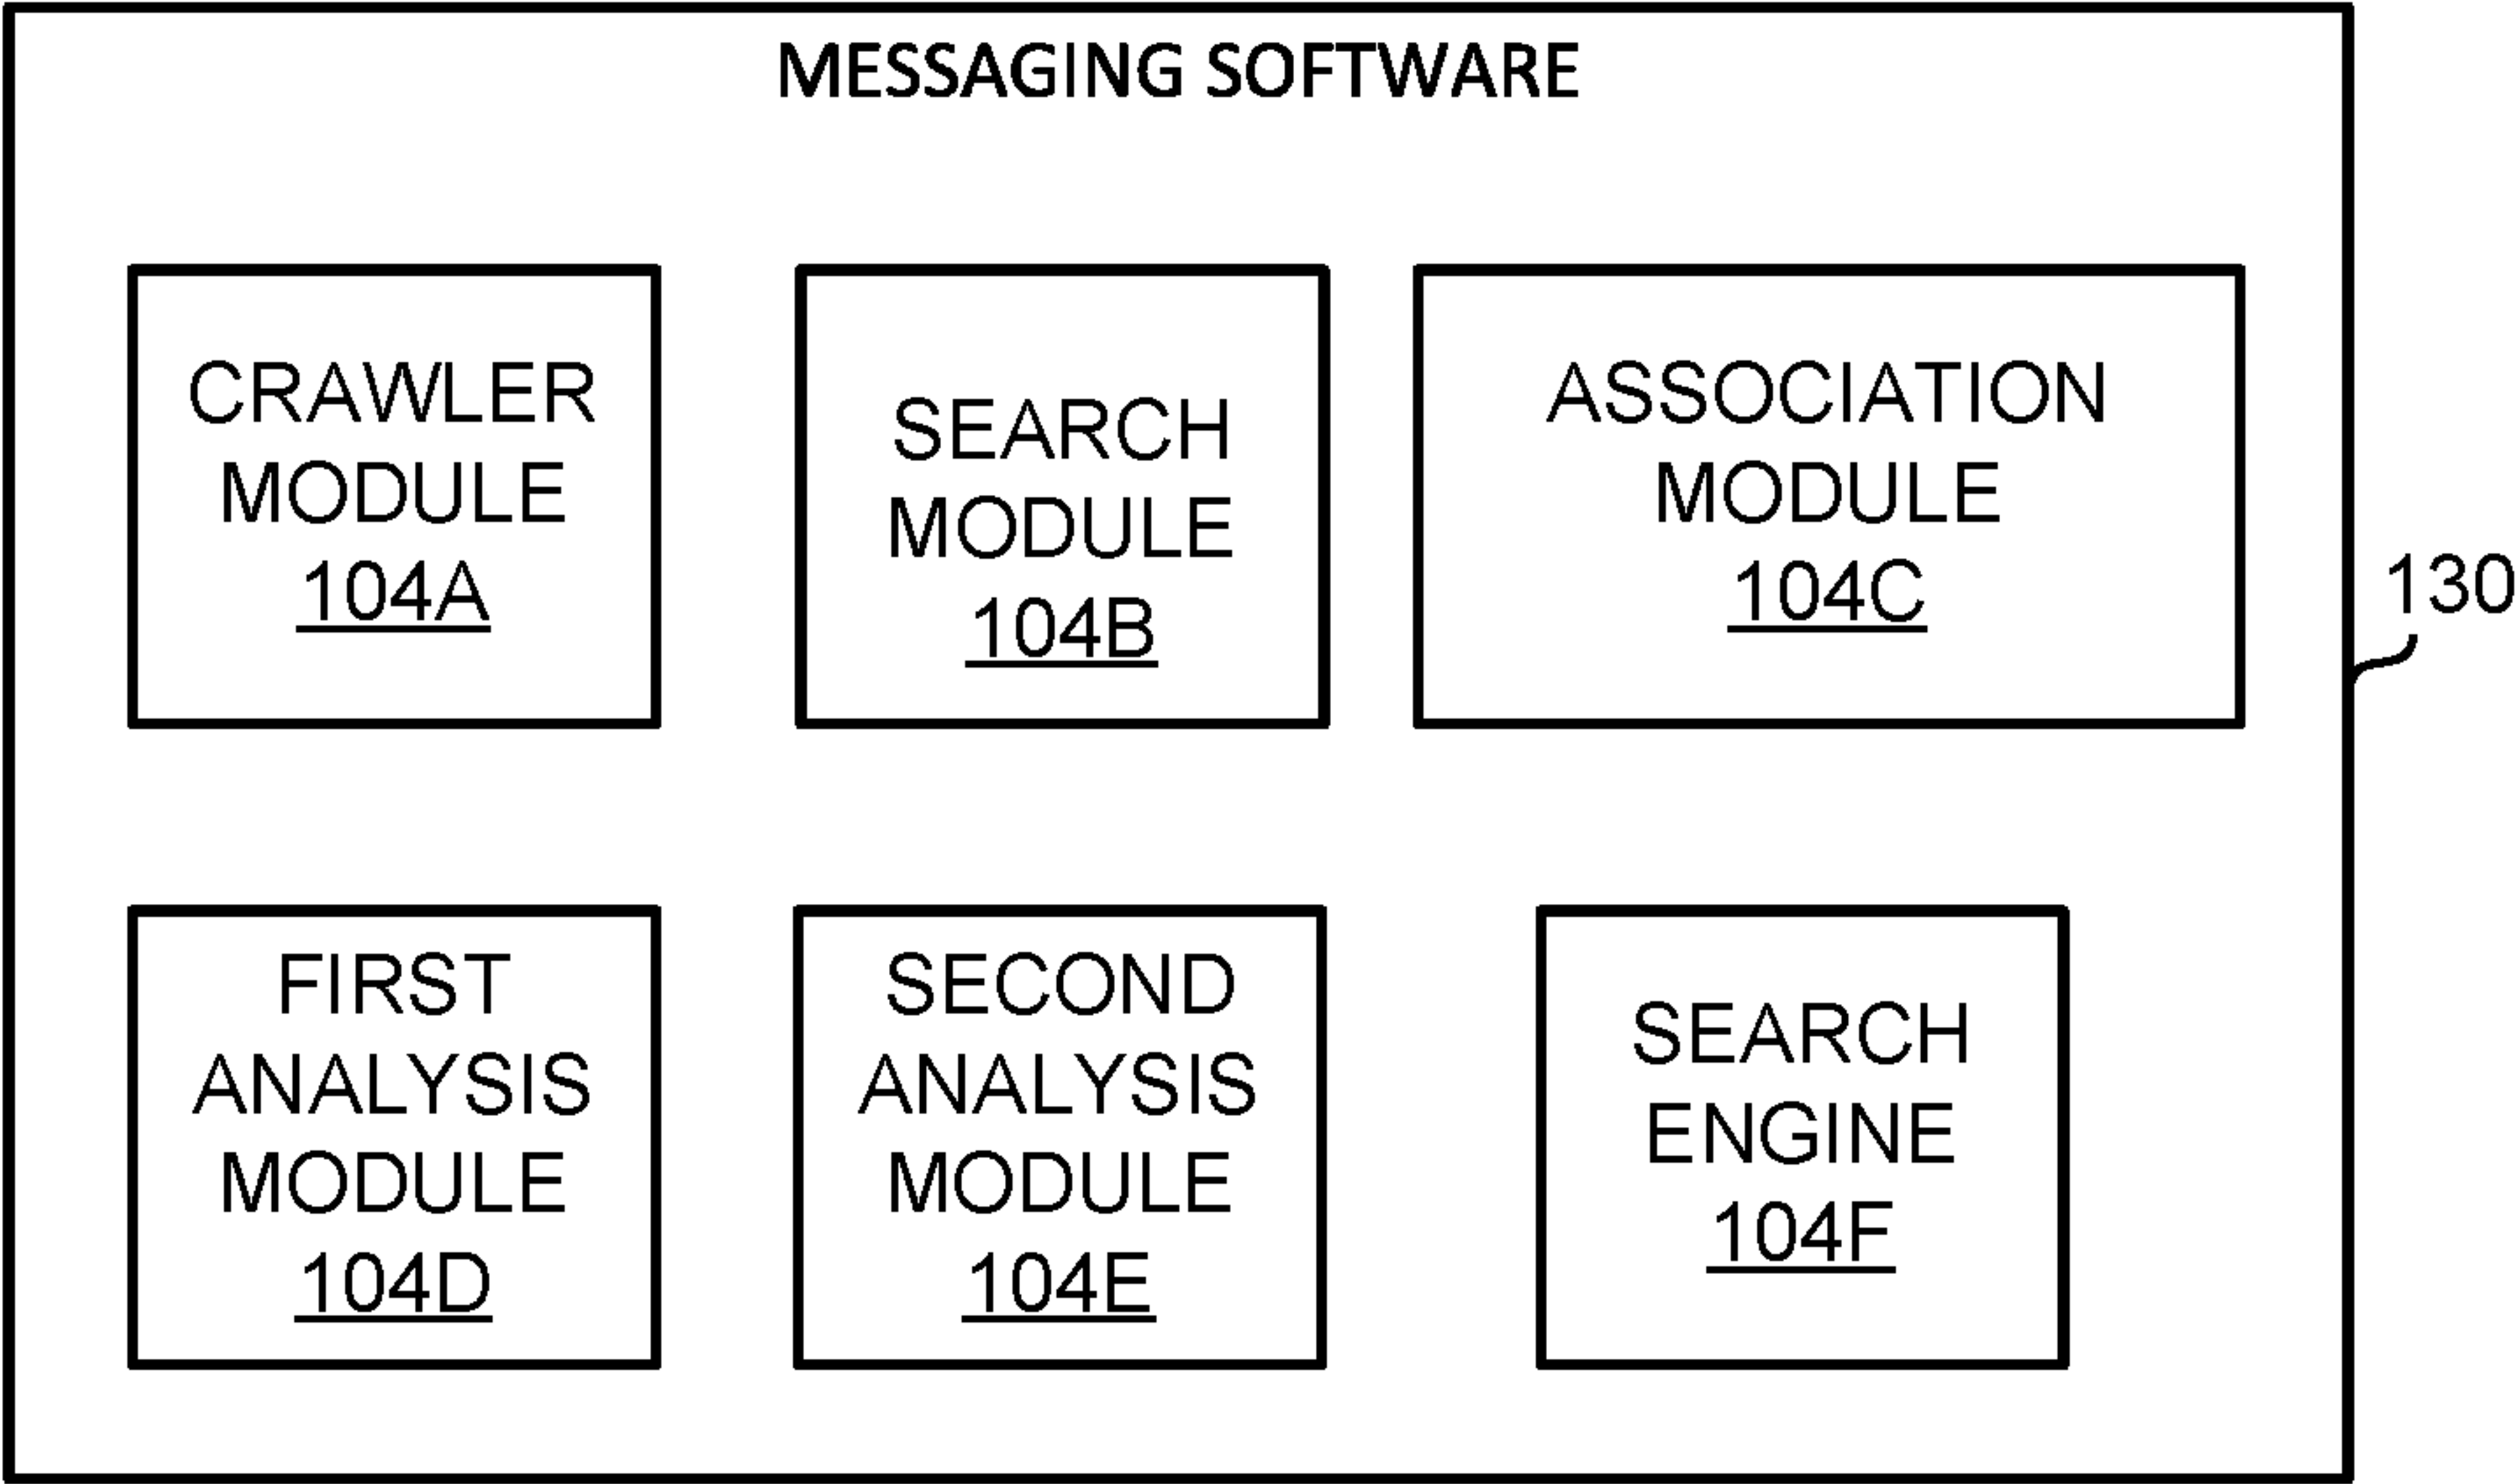 MESSAGING SOFTWARE
CRAWLER
MODULE
104A
SEARCH
MODULE
104B
ASSOCIATION
MODULE
104C
130
FIRST
ANALYSIS
MODULE
104D
SECOND
ANALYSIS
MODULE
104E
SEARCH
ENGINE
104F